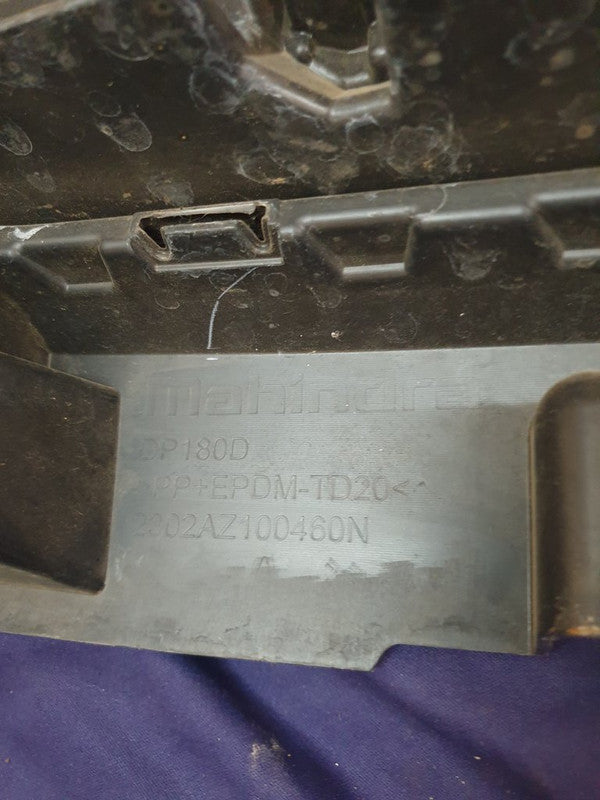 mahindra
DP180D
>PP+EPDM-TD20<
2302AZ100460N